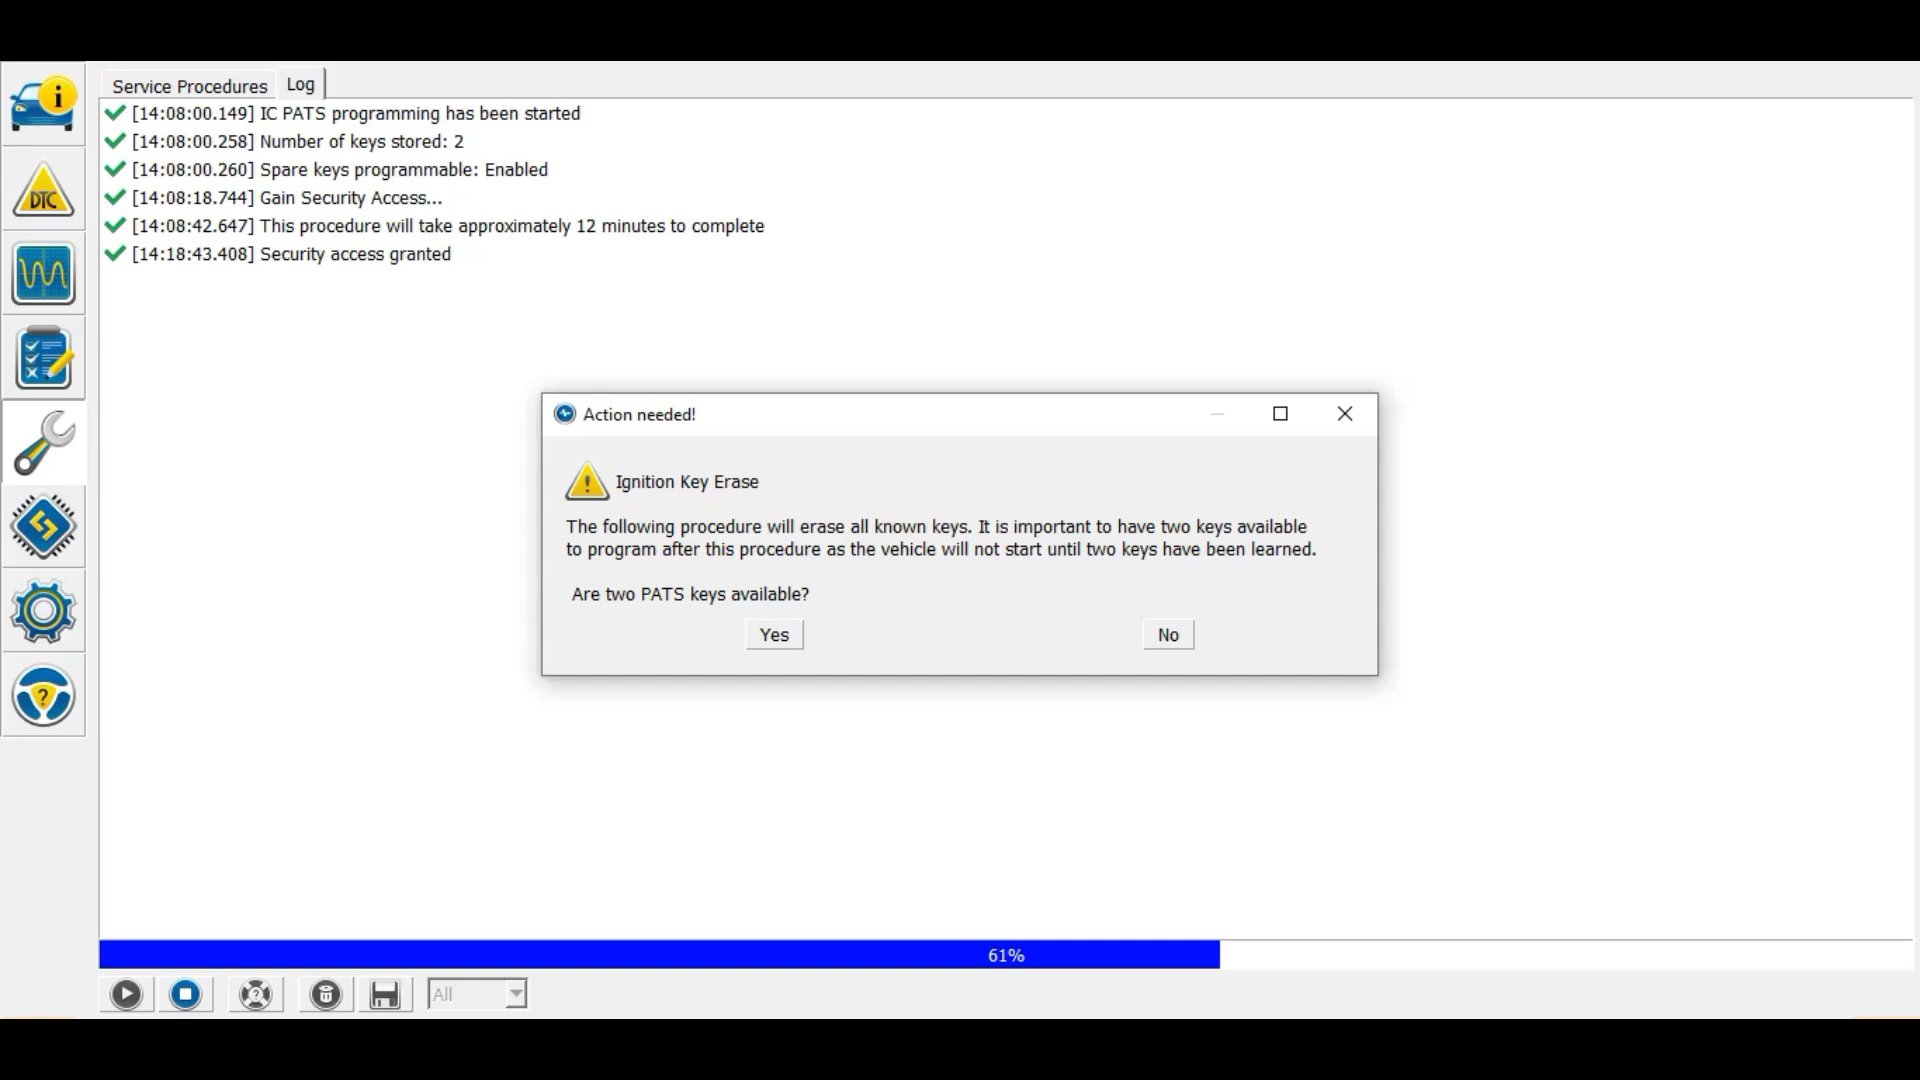 Service Procedures
Log
[14:08:00.149] IC PATS programming has been started
[14:08:00.258] Number of keys stored: 2
[14:08:00.260] Spare keys programmable: Enabled
[14:08:18.744] Gain Security Access...
[14:08:42.647] This procedure will take approximately 12 minutes to complete
[14:18:43.408] Security access granted
Action needed!
Ignition Key Erase
The following procedure will erase all known keys. It is important to have two keys available
to program after this procedure as the vehicle will not start until two keys have been learned.
Are two PATS keys available?
Yes
No
i
DTC
?
61%
?
All